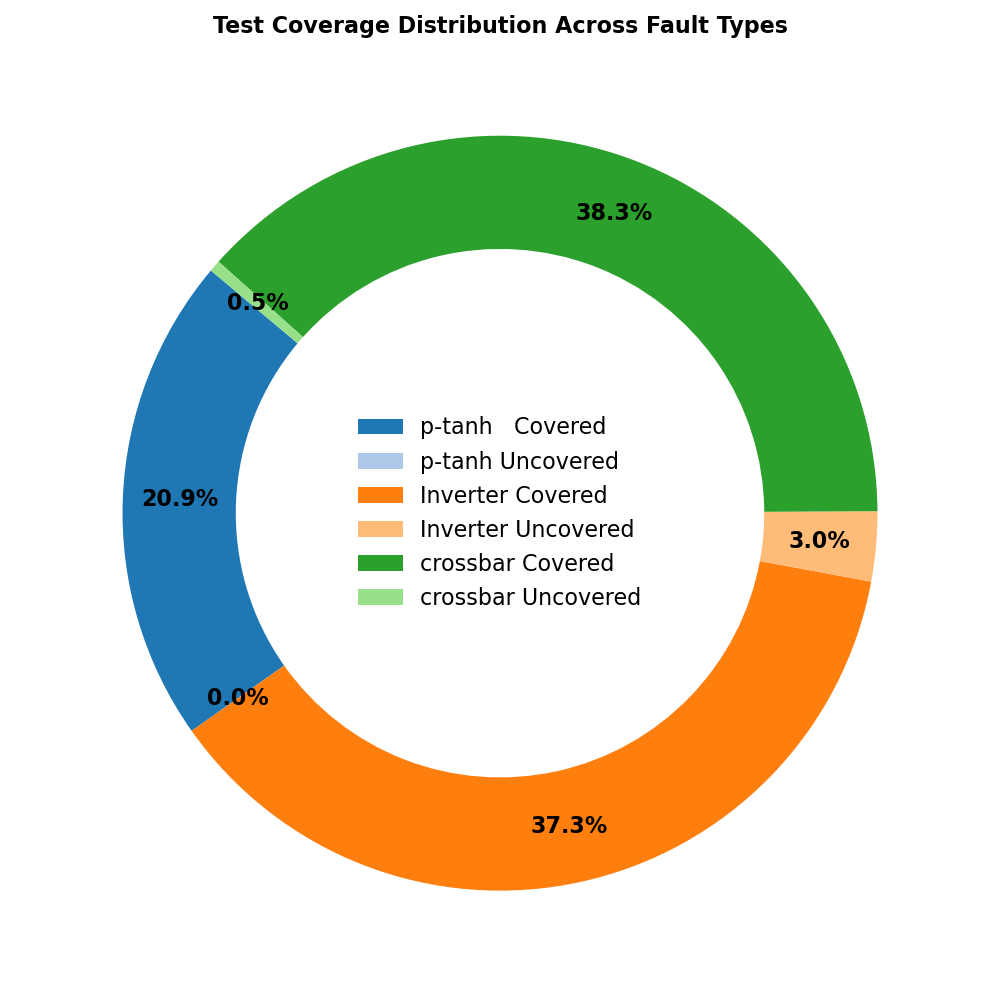 Test Coverage Distribution Across Fault Types
38.3%
0.5%
20.9%
0.0%
37.3%
3.0%
p-tanh   Covered
p-tanh Uncovered
Inverter Covered
Inverter Uncovered
crossbar Covered
crossbar Uncovered